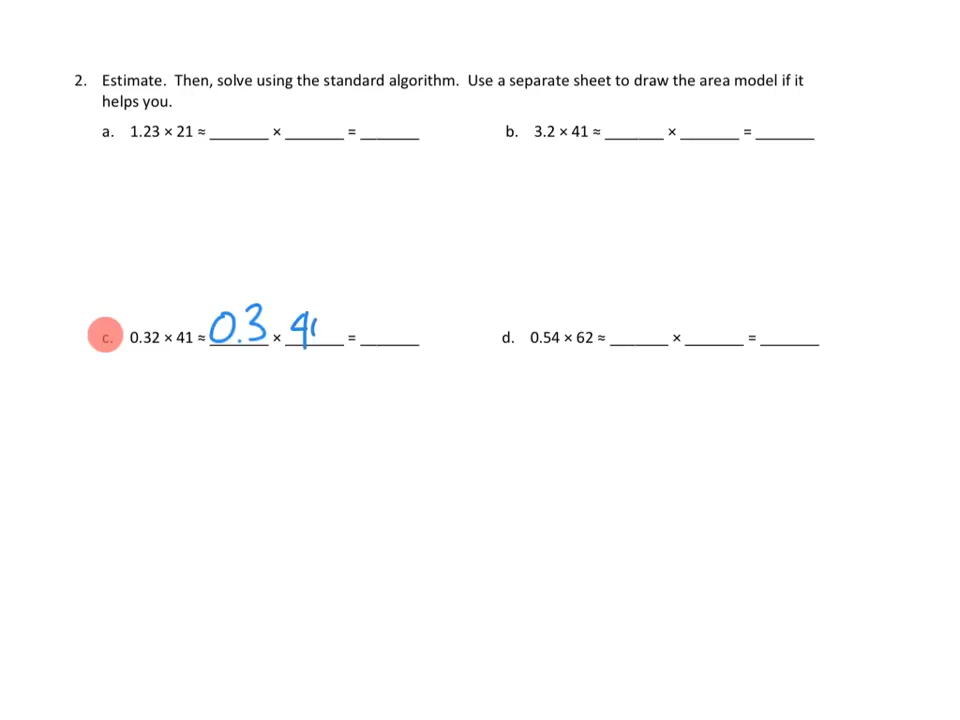 2. Estimate. Then, solve using the standard algorithm. Use a separate sheet to draw the area model if it
helps you.
a. 1.23 × 21 ≈ _______ × _______ = _______ b. 3.2 × 41 ≈ _______ × _______ = _______
c. 0.32 × 41 ≈ 0.3 × 4 = _______ d. 0.54 × 62 ≈ _______ × _______ = _______